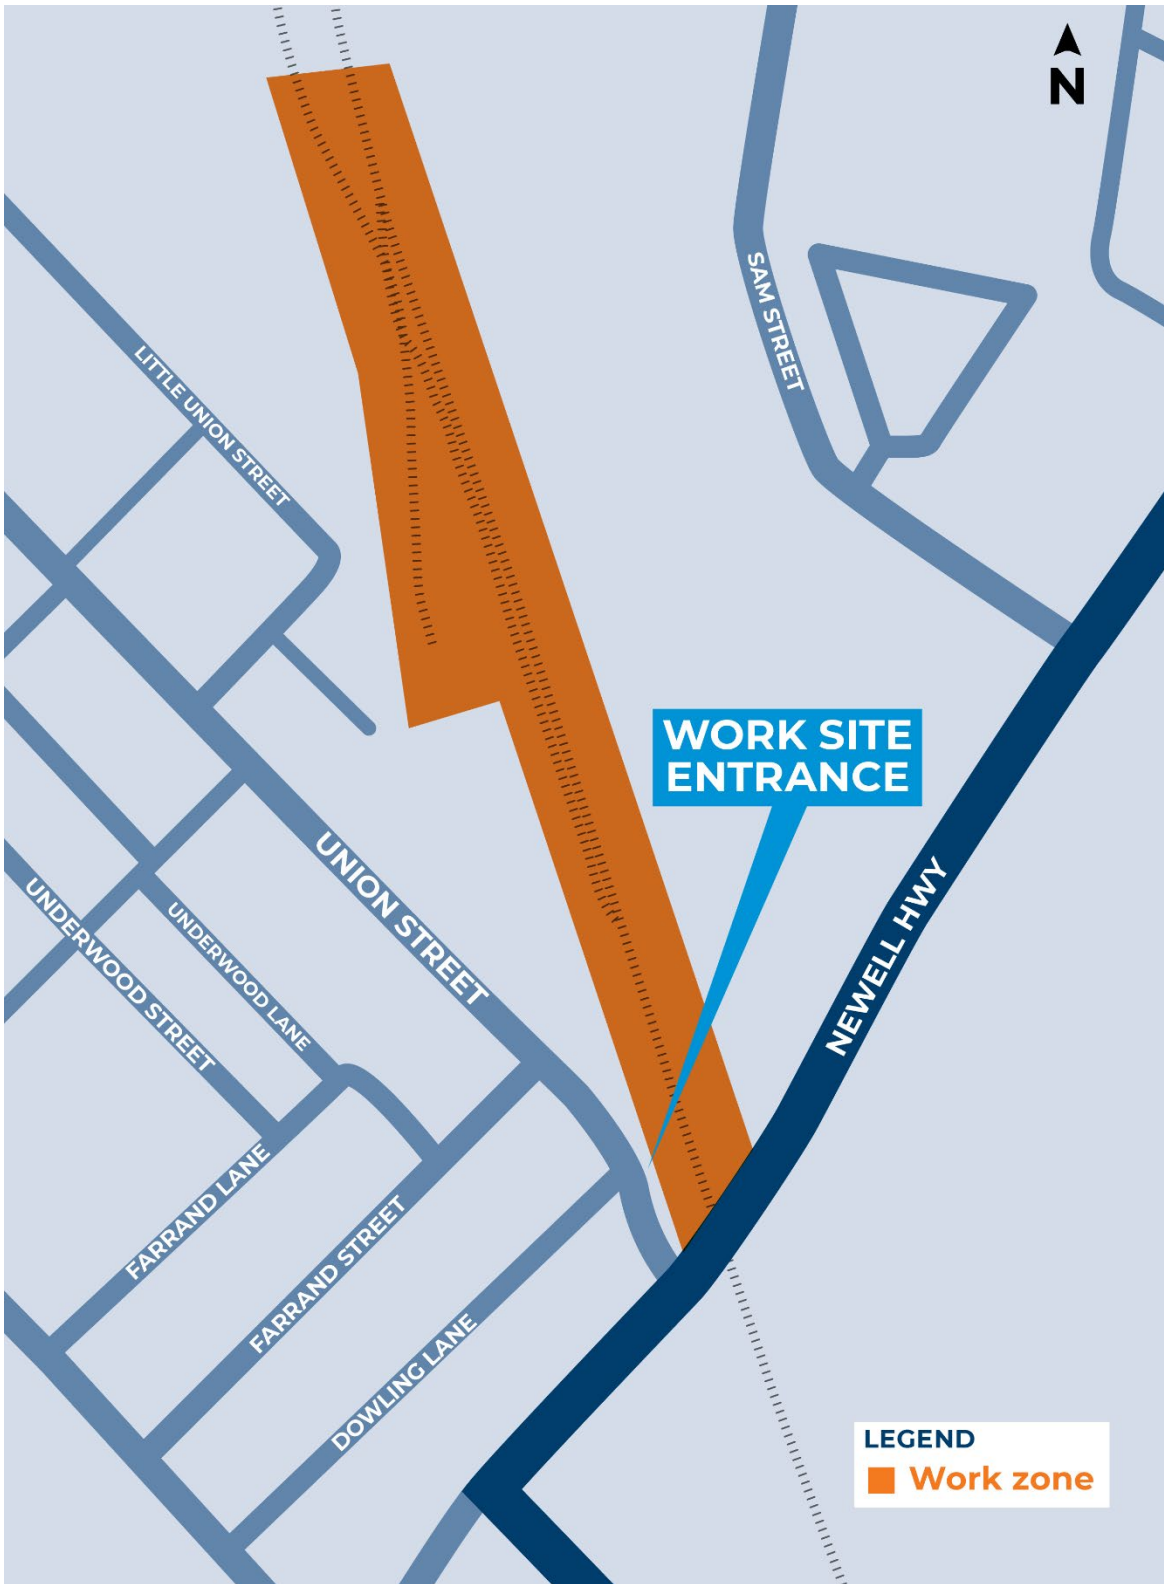 N
SAM STREET
LITTLE UNION STREET
WORK SITE
ENTRANCE
UNION STREET
NEWELL HWY
UNDERWOOD STREET
UNDERWOOD LANE
FARRAND LANE
FARRAND STREET
DOWLING LANE
LEGEND
Work zone